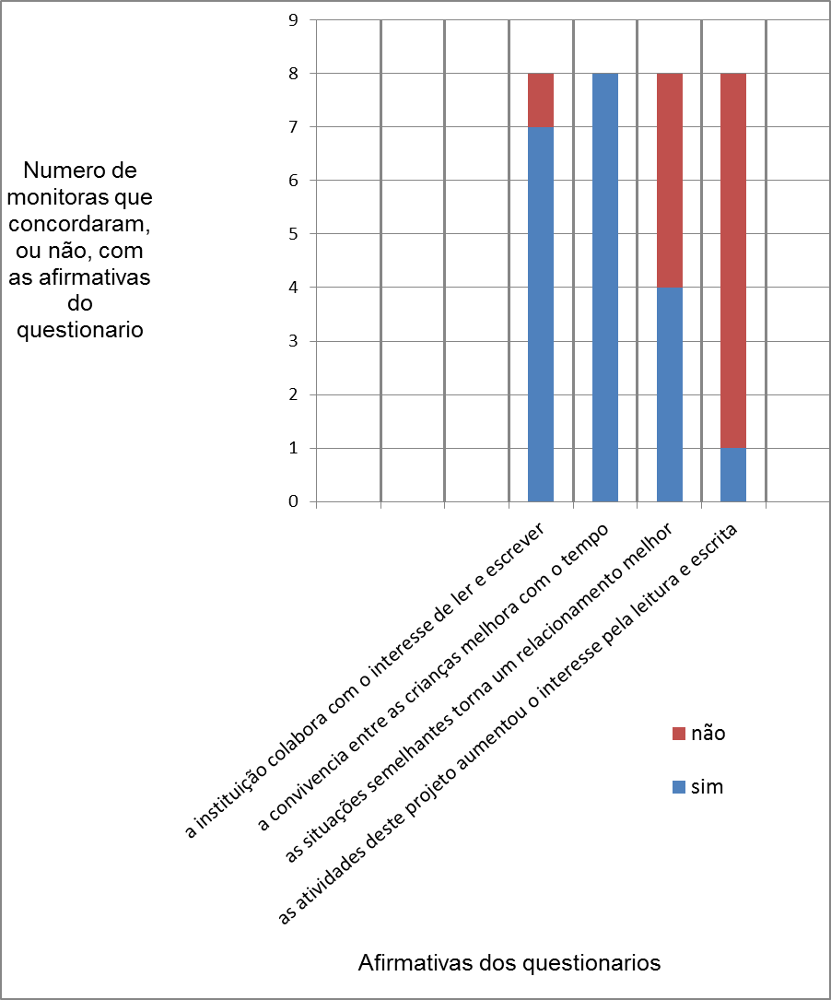 Numero de
monitoras que
concordaram,
ou não, com
as afirmativas
do
questionario
9
8
7
6
5
4
3
2
1
0
a instituição colabora com o interesse de ler e escrever
a convivencia entre as crianças melhora com o tempo
as situações semelhantes torna um relacionamento melhor
as atividades deste projeto aumentou o interesse pela leitura e escrita
não
sim
Afirmativas dos questionarios